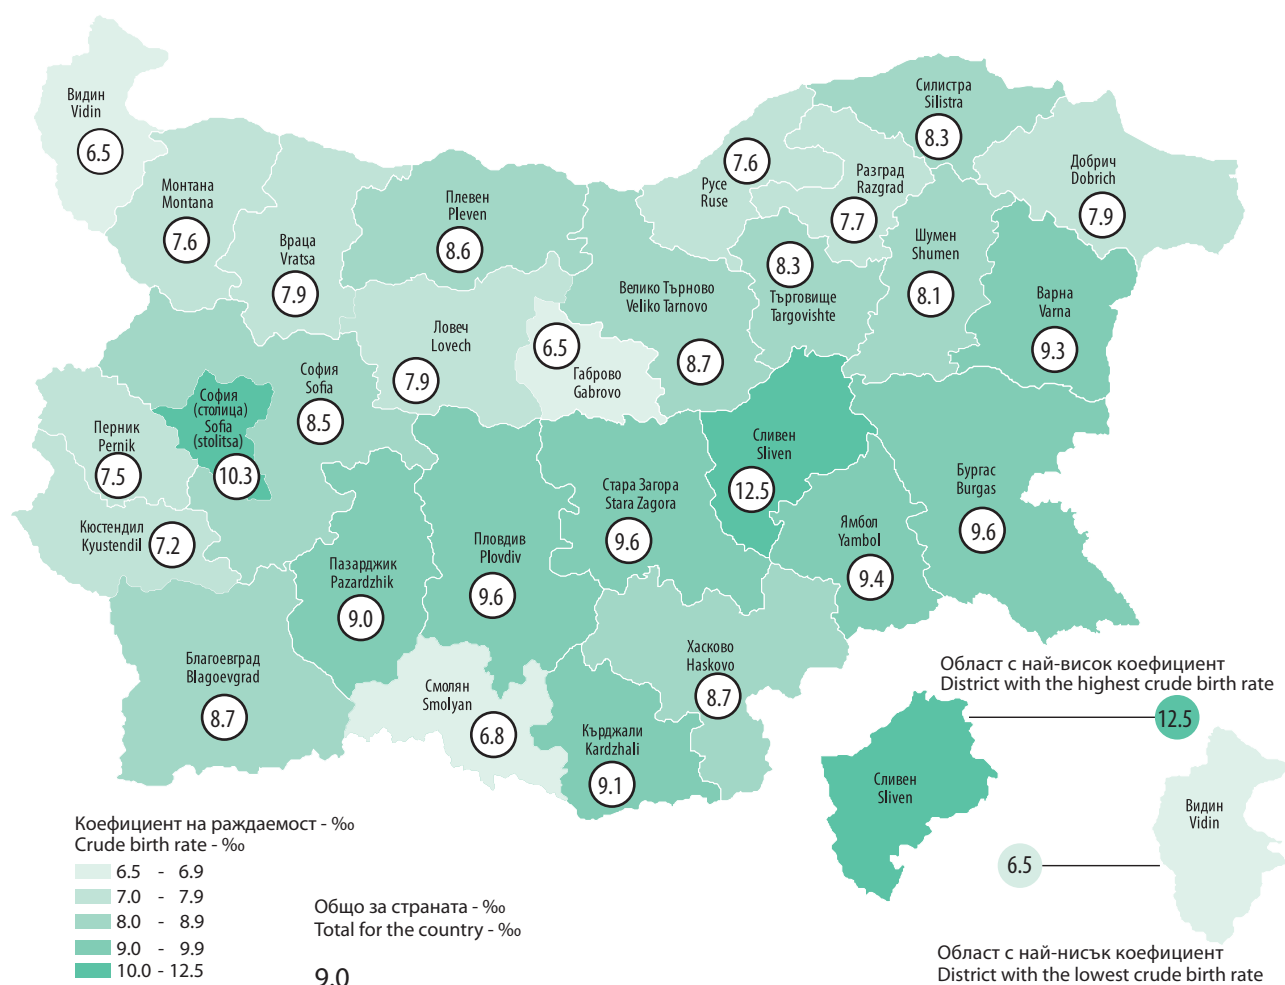 Видин
Vidin
6.5
Монтана
Montana
7.6
Враца
Vratsa
7.9
Плевен
Pleven
8.6
Ловеч
Lovech
7.9
6.5
Габрово
Gabrovo
Велико Търново
Veliko Tarnovo
8.7
Русе
Ruse
7.6
Разград
Razgrad
7.7
Силистра
Silistra
8.3
Добрич
Dobrich
7.9
8.3
Търговище
Targovishte
Шумен
Shumen
8.1
Варна
Varna
9.3
София
Sofia
8.5
София
(столица)
Sofia
(stolitsa)
10.3
Перник
Pernik
7.5
Кюстендил
Kyustendil
7.2
Благоевград
Blagoevgrad
8.7
Пазарджик
Pazardzhik
9.0
Пловдив
Plovdiv
9.6
Стара Загора
Stara Zagora
9.6
Сливен
Sliven
12.5
Ямбол
Yambol
9.4
Бургас
Burgas
9.6
Смолян
Smolyan
6.8
Кърджали
Kardzhali
9.1
Хасково
Haskovo
8.7
Област с най-висок коефициент
District with the highest crude birth rate
12.5
Сливен
Sliven
Видин
Vidin
6.5
Област с най-нисък коефициент
District with the lowest crude birth rate
Коефициент на раждаемост - ‰
Crude birth rate - ‰
6.5 - 6.9
7.0 - 7.9
8.0 - 8.9
9.0 - 9.9
10.0 - 12.5
Общо за страната - ‰
Total for the country - ‰
9.0